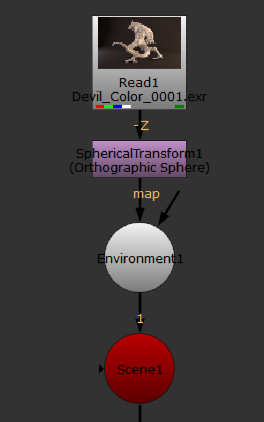 Read1
Devil_Color_0001.exr
-Z
SphericalTransform1
(Orthographic Sphere)
map
Environment1
1
Scene1